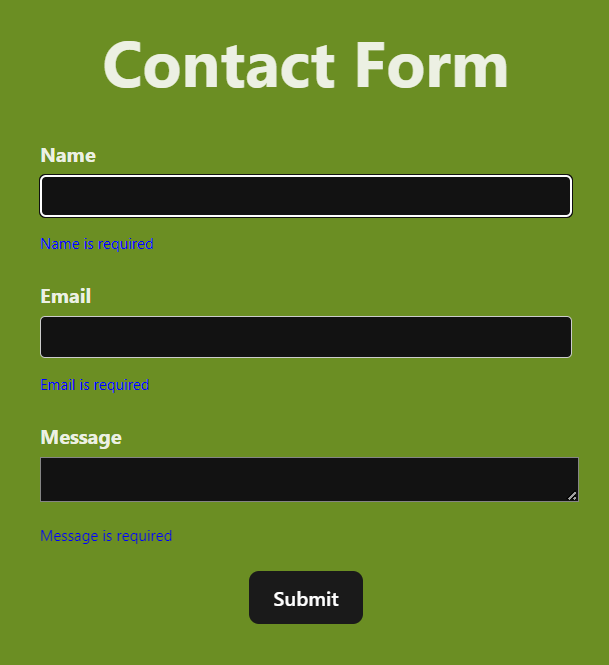 Contact Form
Name
Name is required
Email
Email is required
Message
Message is required
Submit